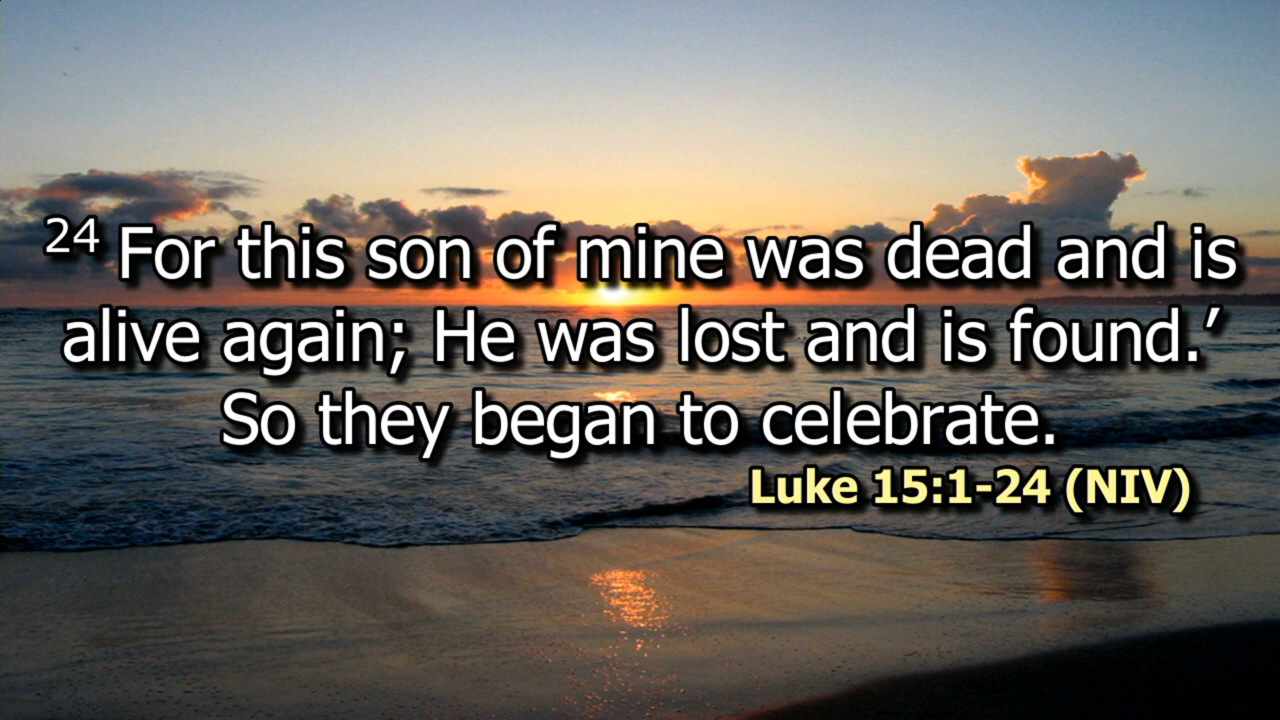 24 For this son of mine was dead and is
alive again; He was lost and is found.’
So they began to celebrate.
Luke 15:1-24 (NIV)